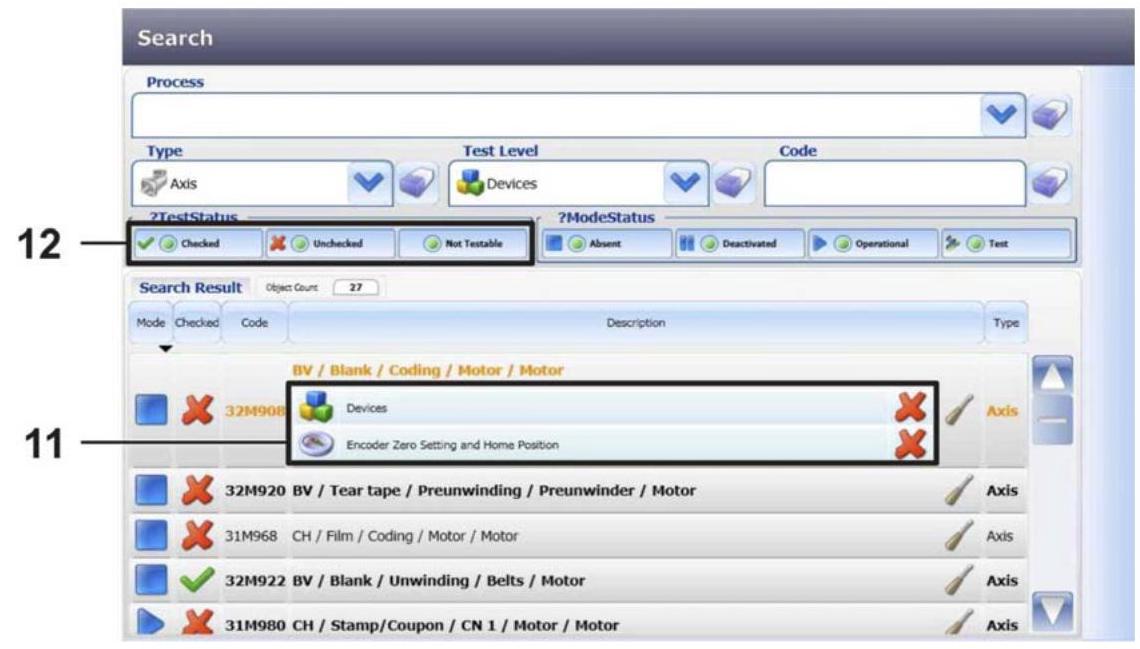 Search
Process
Type Test Level Code
Axis Devices
?TestStatus ?ModeStatus
12
Checked Unchecked Not Testable Absent Deactivated Operational Test
Search Result Object Count 27
Mode Checked Code Description Type
BV / Blank / Coding / Motor / Motor
32M908 Devices Axis
11
Encoder Zero Setting and Home Position
32M920 BV / Tear tape / Preunwinding / Preunwinder / Motor Axis
31M968 CH / Film / Coding / Motor / Motor Axis
32M922 BV / Blank / Unwinding / Belts / Motor Axis
31M980 CH / Stamp/Coupon / CN 1 / Motor / Motor Axis